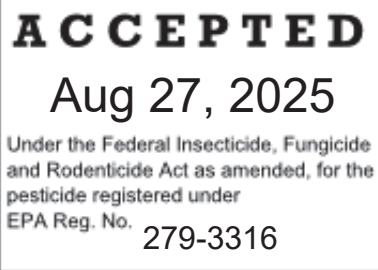 ACCEPTED
Aug 27, 2025
Under the Federal Insecticide, Fungicide
and Rodenticide Act as amended, for the
pesticide registered under
EPA Reg. No.
279-3316